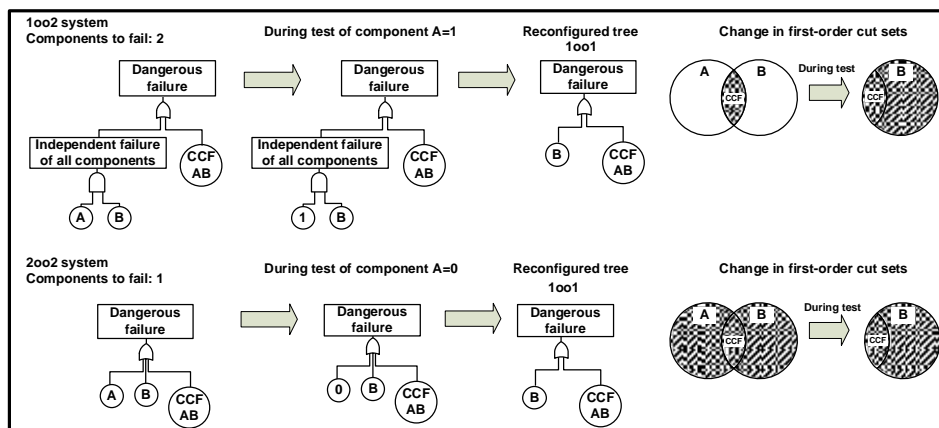 1oo2 system
Components to fail: 2
During test of component A=1
Reconfigured tree
1oo1
Change in first-order cut sets
Dangerous
failure
Independent failure
of all components
CCF
AB
A
B
Dangerous
failure
Independent failure
of all components
CCF
AB
1
B
Dangerous
failure
B
CCF
AB
A
B
CCF
During test
B
CCF
2oo2 system
Components to fail: 1
During test of component A=0
Reconfigured tree
1oo1
Change in first-order cut sets
Dangerous
failure
A
B
CCF
AB
Dangerous
failure
0
B
CCF
AB
Dangerous
failure
B
CCF
AB
A
B
CCF
During test
B
CCF